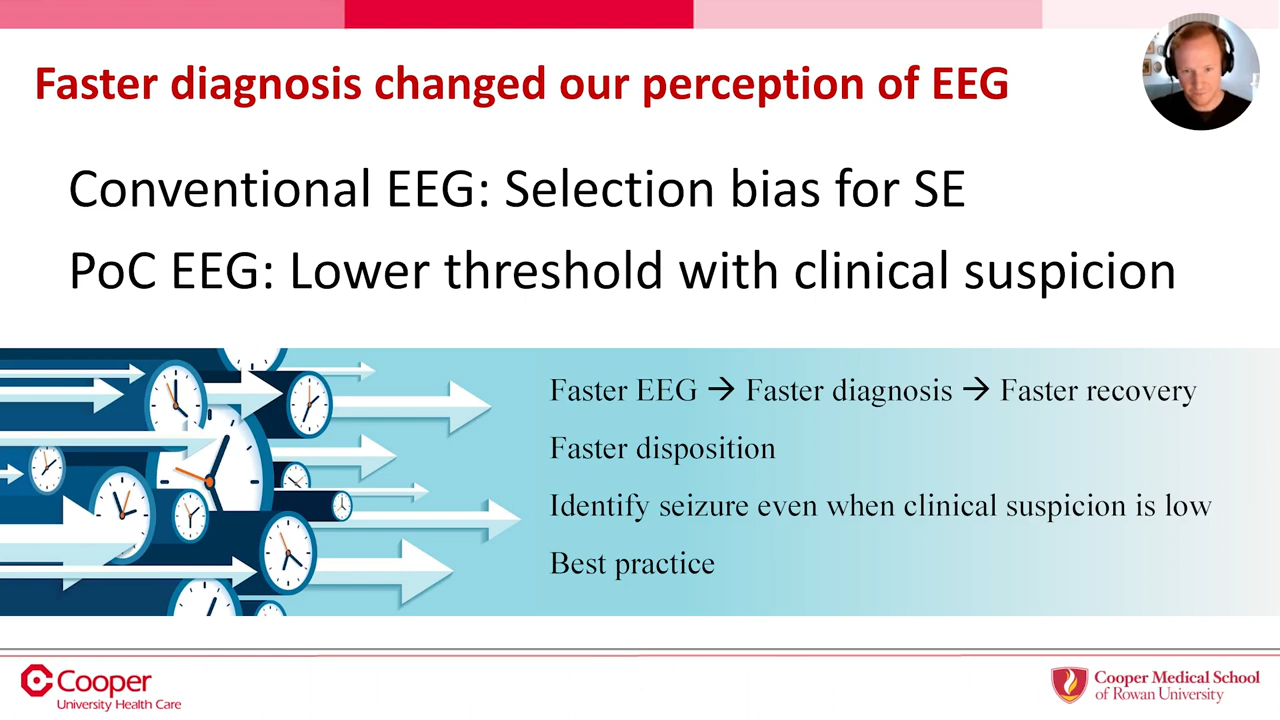 Faster diagnosis changed our perception of EEG
Conventional EEG: Selection bias for SE
PoC EEG: Lower threshold with clinical suspicion
Faster EEG → Faster diagnosis → Faster recovery
Faster disposition
Identify seizure even when clinical suspicion is low
Best practice
Cooper
University Health Care
Cooper Medical School
of Rowan University